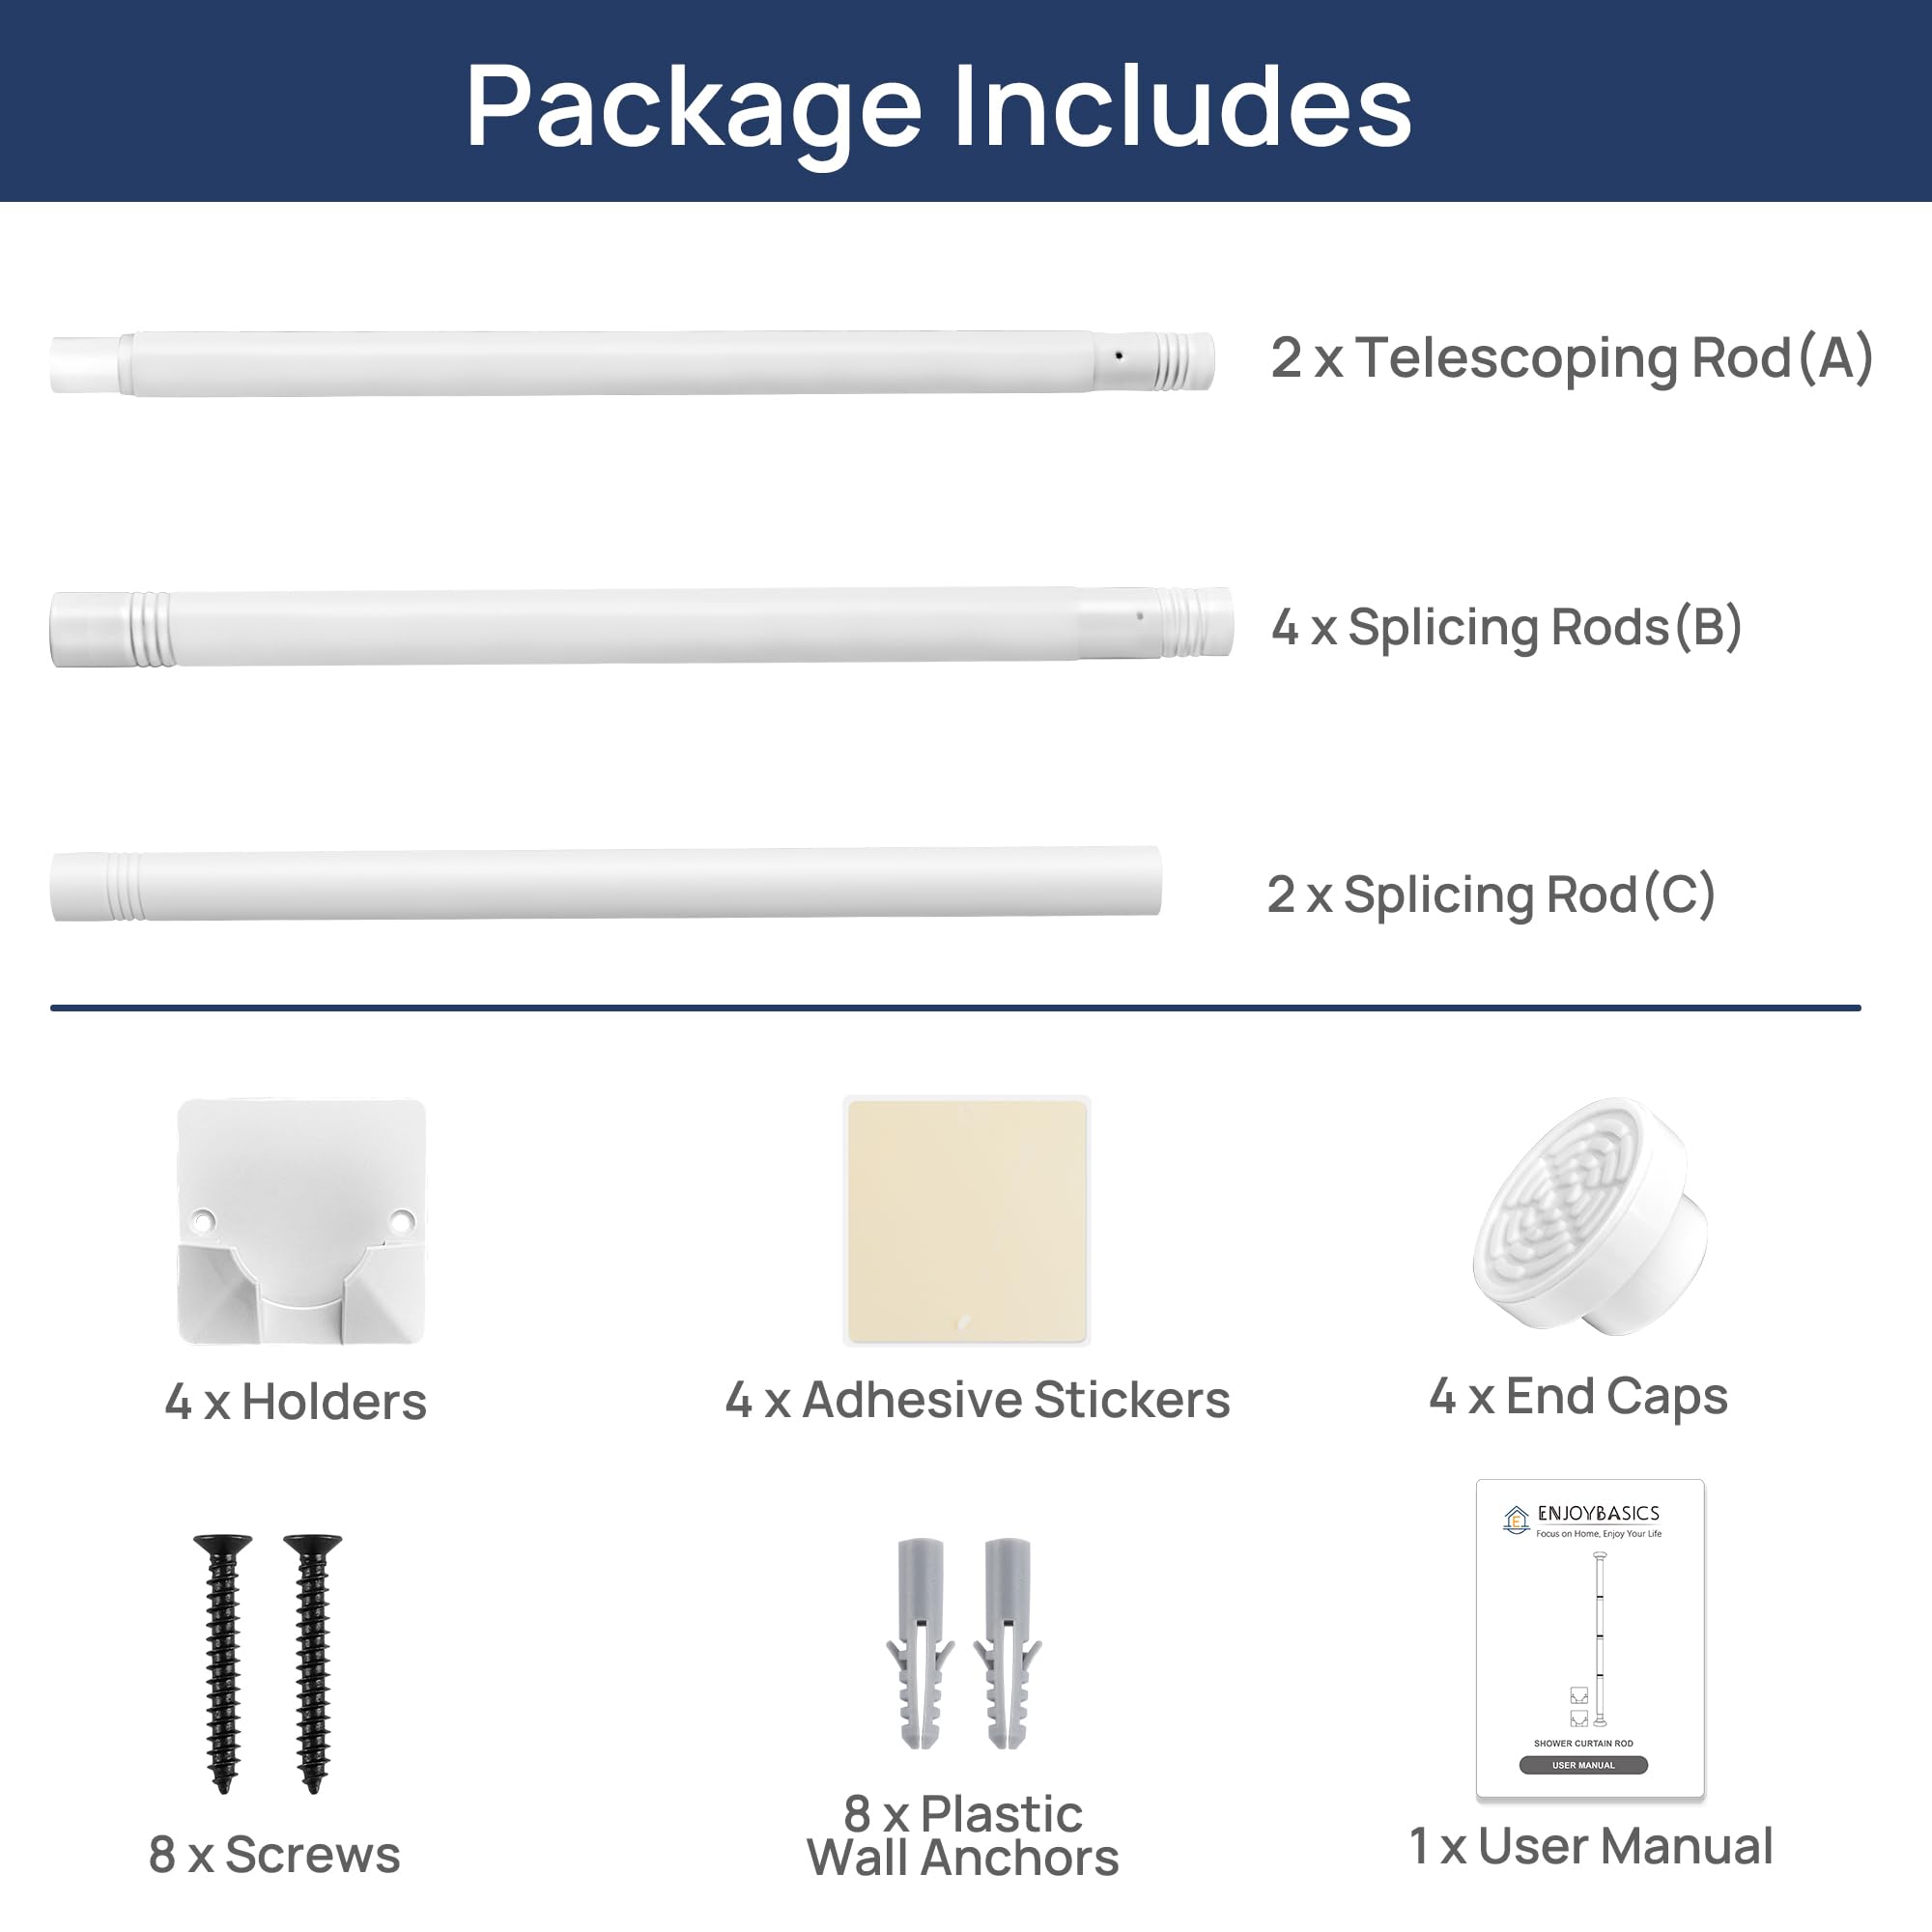 Package Includes
2 x Telescoping Rod(A)
4 x Splicing Rods(B)
2 x Splicing Rod(C)
4 x Holders
4 x Adhesive Stickers
4 x End Caps
E
ENJOYBASICS
Focus on Home, Enjoy Your Life
SHOWER CURTAIN ROD
USER MANUAL
8 x Screws
8 x Plastic
Wall Anchors
1 x User Manual